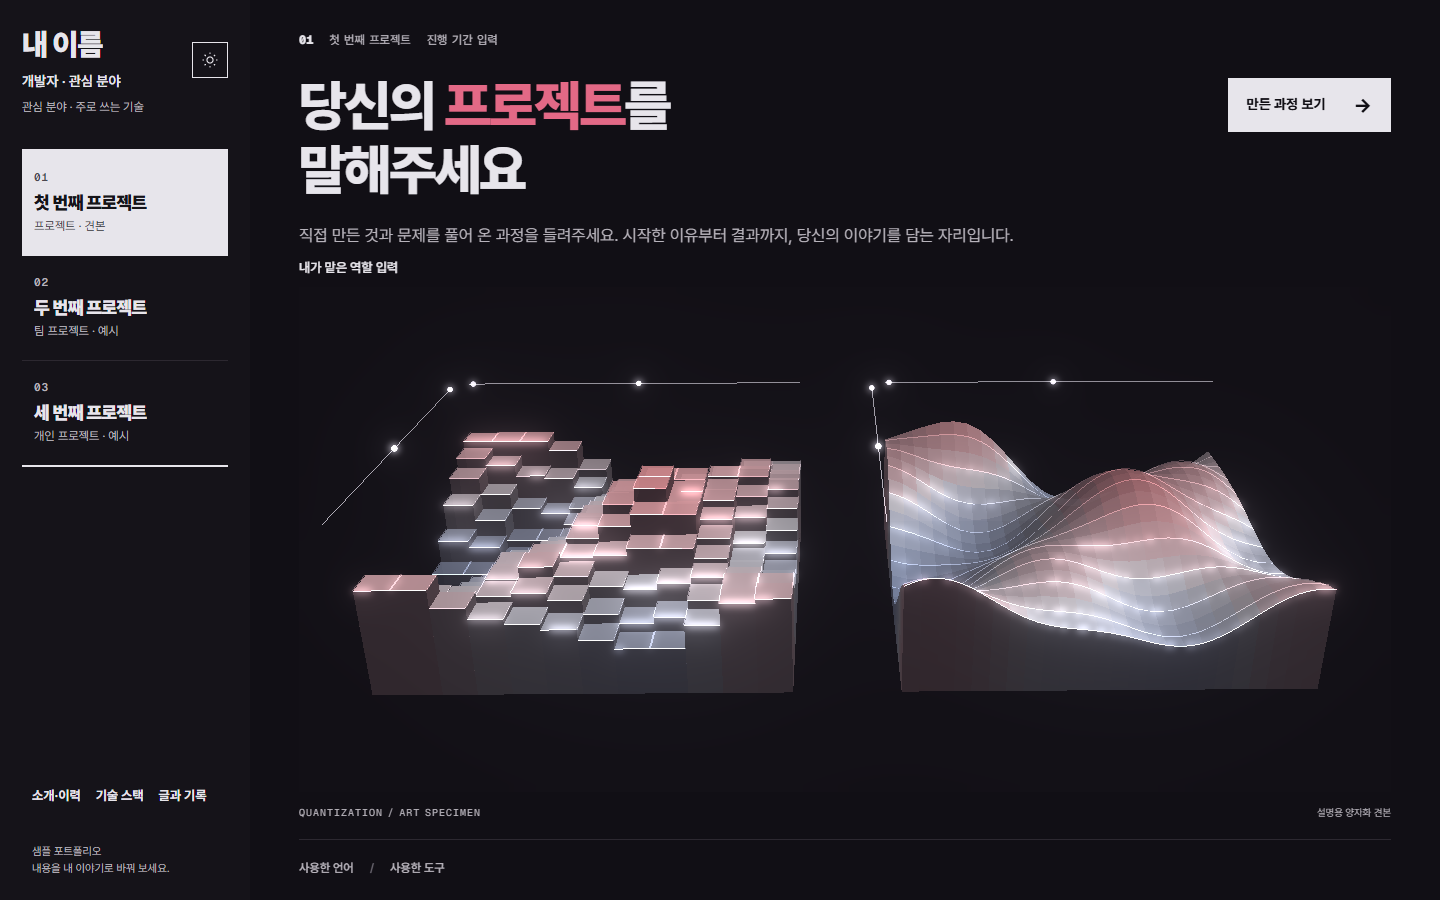 내 이름
개발자 · 관심 분야
관심 분야 · 주로 쓰는 기술
01
첫 번째 프로젝트
프로젝트 · 견본
02
두 번째 프로젝트
팀 프로젝트 · 예시
03
세 번째 프로젝트
개인 프로젝트 · 예시
소개·이력 기술 스택 글과 기록
샘플 포트폴리오
내용을 내 이야기로 바꿔 보세요.
01 첫 번째 프로젝트 진행 기간 입력
당신의 프로젝트를
말해주세요
만든 과정 보기 →
직접 만든 것과 문제를 풀어 온 과정을 들려주세요. 시작한 이유부터 결과까지, 당신의 이야기를 담는 자리입니다.
내가 맡은 역할 입력
QUANTIZATION / ART SPECIMEN
설명용 양자화 견본
사용한 언어 / 사용한 도구